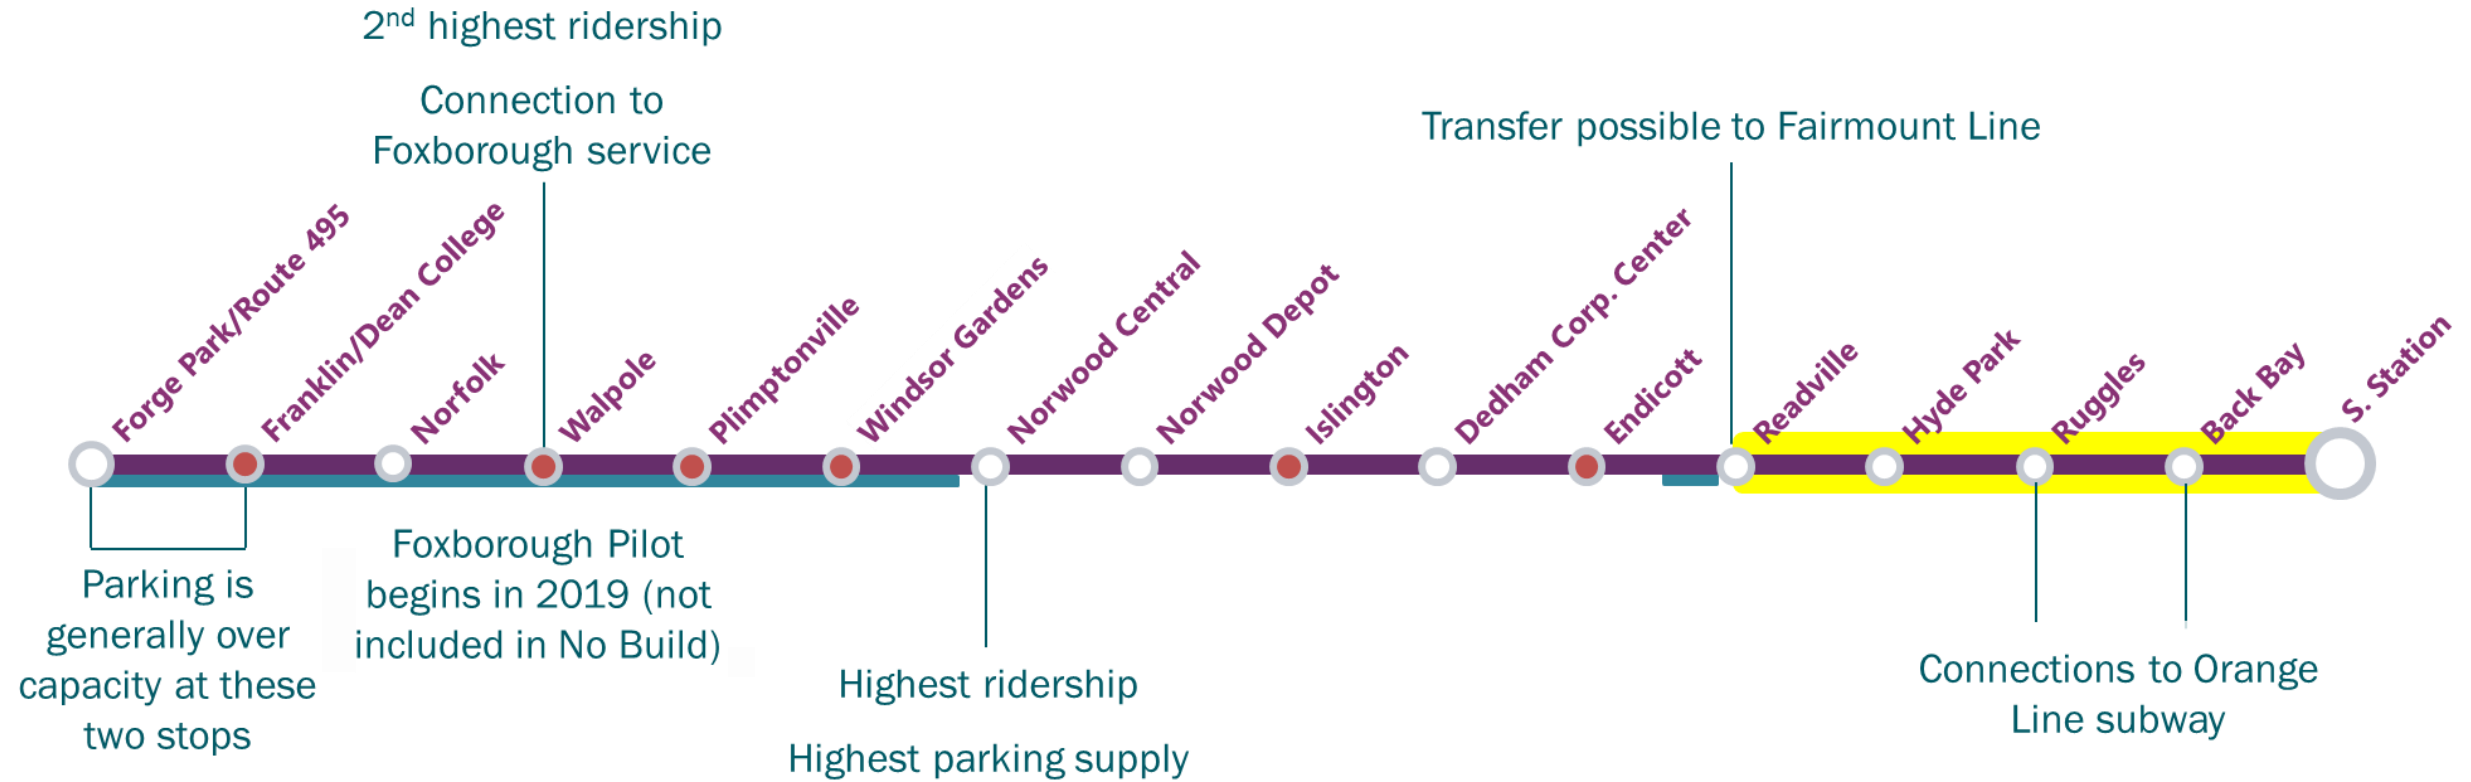 2nd highest ridership
Connection to
Foxborough service
Transfer possible to Fairmount Line
Forge Park/Route 495
Franklin/Dean College
Norfolk
Walpole
Plimptonville
Windsor Gardens
Norwood Central
Norwood Depot
Islington
Dedham Corp. Center
Endicott
Readville
Hyde Park
Ruggles
Back Bay
S. Station
Parking is
generally over
capacity at these
two stops
Foxborough Pilot
begins in 2019 (not
included in No Build)
Highest ridership
Highest parking supply
Connections to Orange
Line subway